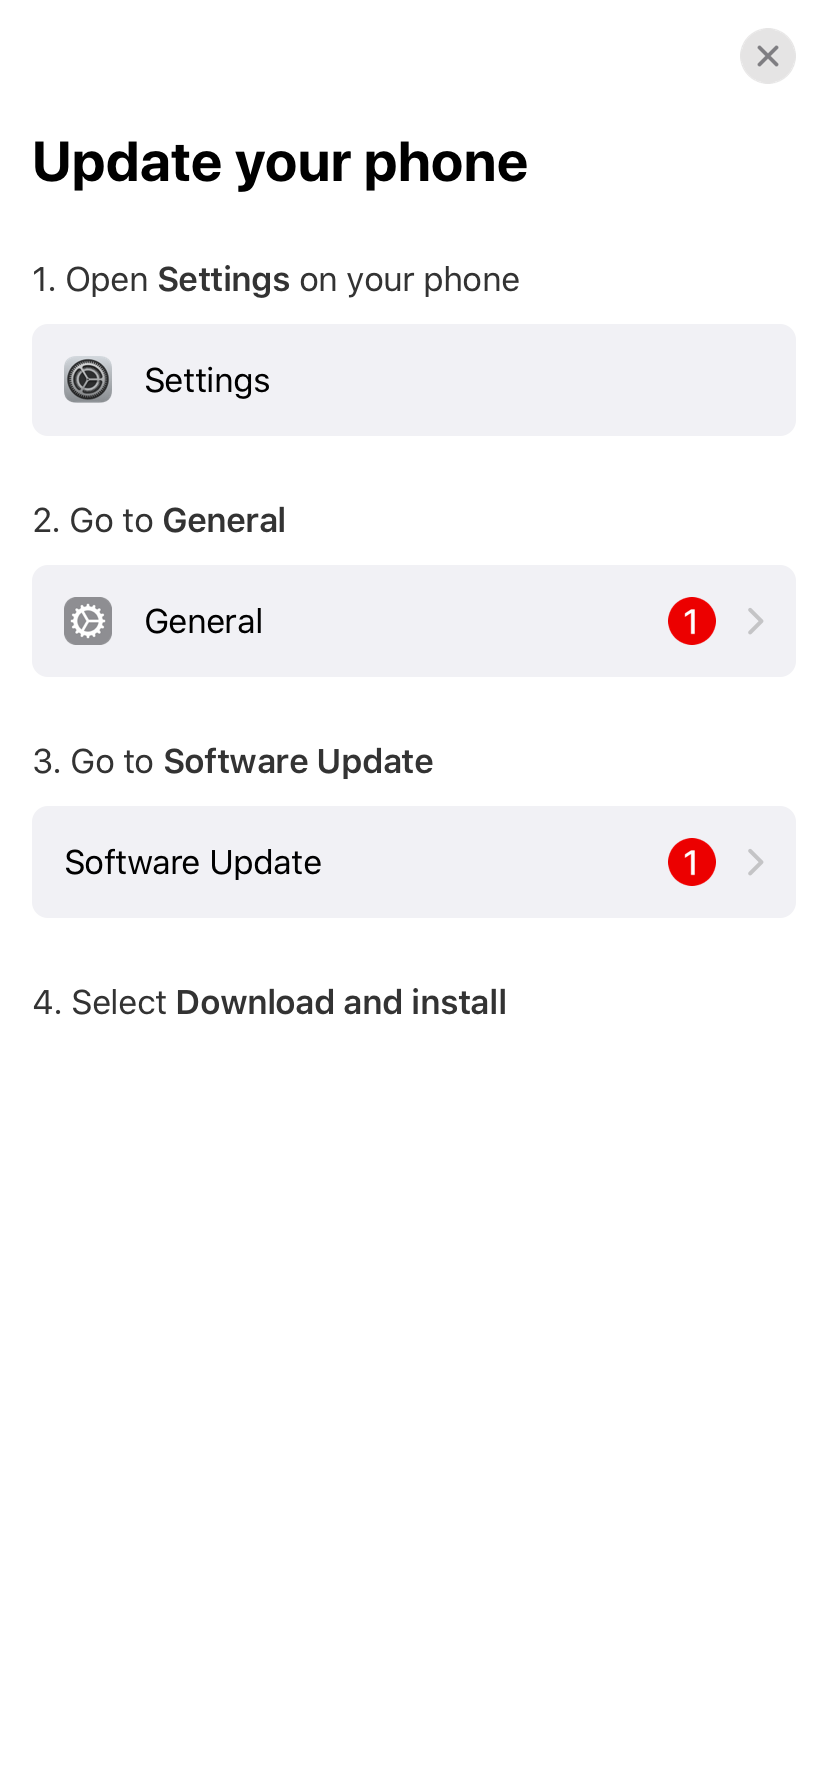 Update your phone
1. Open Settings on your phone
Settings
2. Go to General
General 1
3. Go to Software Update
Software Update 1
4. Select Download and install